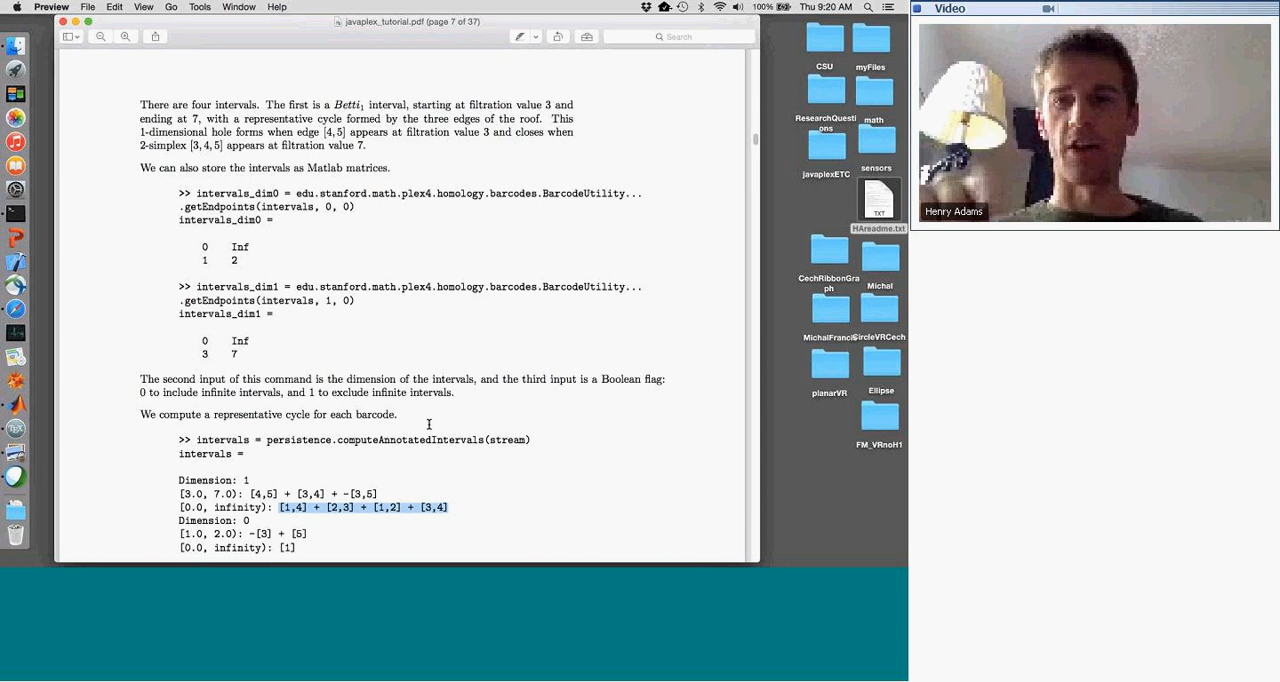 Preview File Edit View Go Tools Window Help 100% Thu 9:20 AM
javaplex_tutorial.pdf (page 7 of 37)
Search
There are four intervals. The first is a Betti₁ interval, starting at filtration value 3 and
ending at 7, with a representative cycle formed by the three edges of the roof. This
1-dimensional hole forms when edge [4, 5] appears at filtration value 3 and closes when
2-simplex [3, 4, 5] appears at filtration value 7.
We can also store the intervals as Matlab matrices.
>> intervals_dim0 = edu.stanford.math.plex4.homology.barcodes.BarcodeUtility...
.getEndpoints(intervals, 0, 0)
intervals_dim0 =
0 Inf
1 2
>> intervals_dim1 = edu.stanford.math.plex4.homology.barcodes.BarcodeUtility...
.getEndpoints(intervals, 1, 0)
intervals_dim1 =
0 Inf
3 7
The second input of this command is the dimension of the intervals, and the third input is a Boolean flag:
0 to include infinite intervals, and 1 to exclude infinite intervals.
We compute a representative cycle for each barcode.
>> intervals = persistence.computeAnnotatedIntervals(stream)
intervals =
Dimension: 1
[3.0, 7.0): [4,5] + [3,4] + -[3,5]
[0.0, infinity): [1,4] + [2,3] + [1,2] + [3,4]
Dimension: 0
[1.0, 2.0): -[3] + [5]
[0.0, infinity): [1]
CSU myFiles
ResearchQuesti
ons
math
javaplexETC sensors
TXT
HAreadme.txt
CechRibbonGra
ph
Michal
MichalFrancis CircleVRCech
planarVR Ellipse
FM_VRnoH1
Video
Henry Adams
TEX